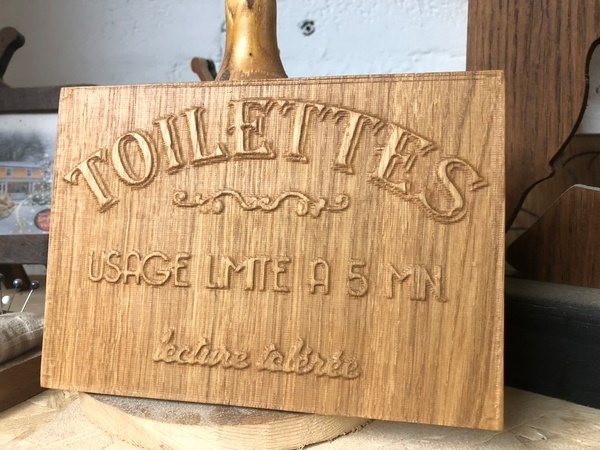 TOILETTES
USAGE LIMITE A 5 MN
lecture tolérée